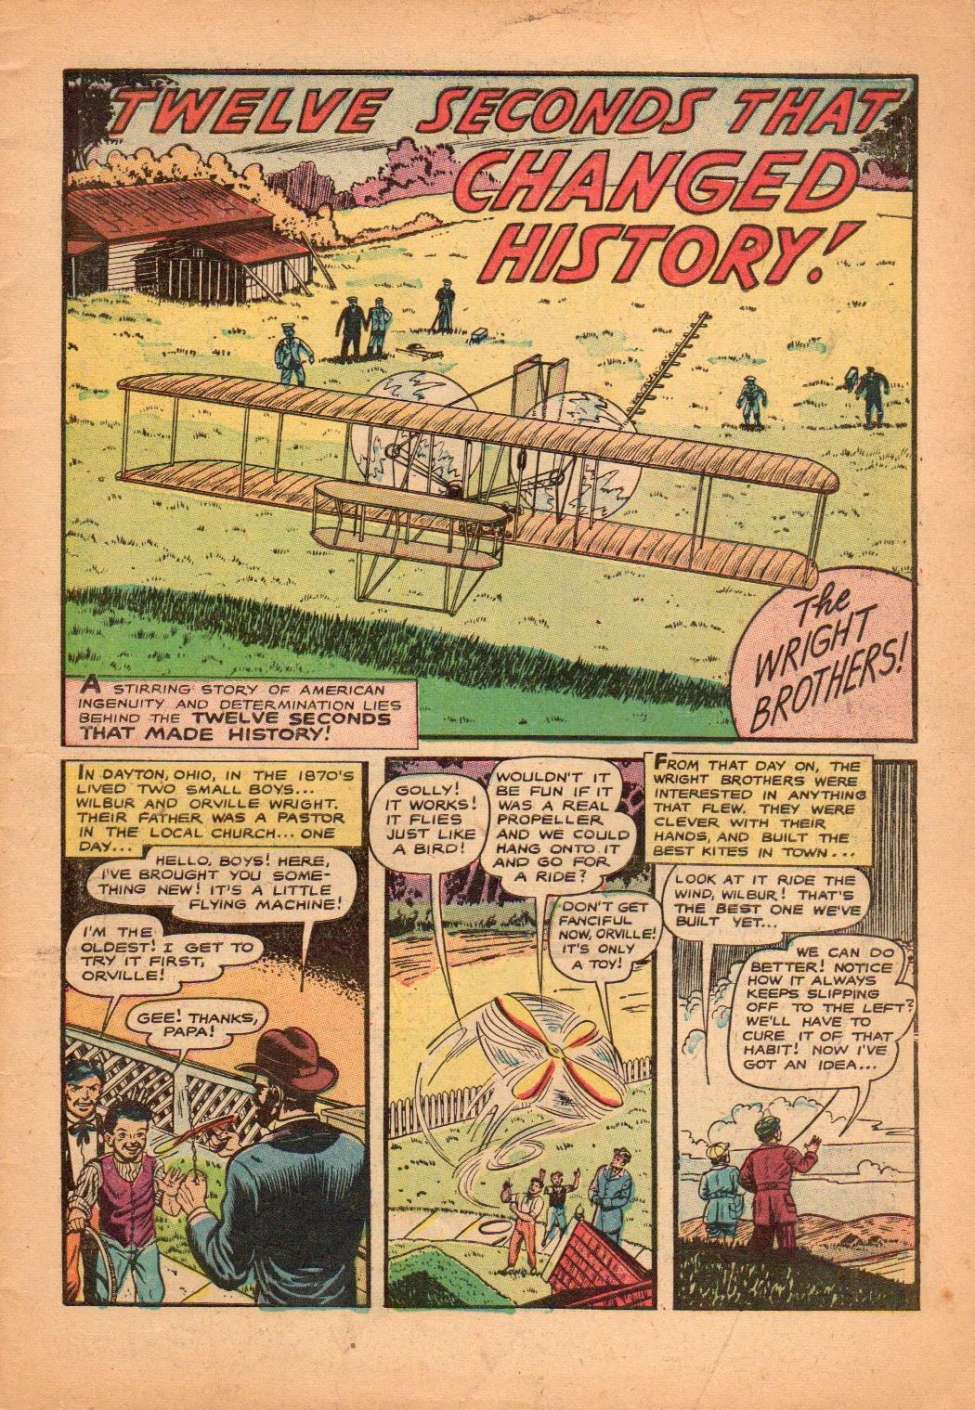 TWELVE SECONDS THAT
CHANGED
HISTORY!
The
WRIGHT
BROTHERS!
A STIRRING STORY OF AMERICAN
INGENUITY AND DETERMINATION LIES
BEHIND THE TWELVE SECONDS
THAT MADE HISTORY!
IN DAYTON, OHIO, IN THE 1870'S
LIVED TWO SMALL BOYS...
WILBUR AND ORVILLE WRIGHT.
THEIR FATHER WAS A PASTOR
IN THE LOCAL CHURCH... ONE
DAY...
HELLO, BOYS! HERE,
I'VE BROUGHT YOU SOME-
THING NEW! IT'S A LITTLE
FLYING MACHINE!
I'M THE
OLDEST! I GET TO
TRY IT FIRST,
ORVILLE!
GEE! THANKS,
PAPA!
GOLLY!
IT WORKS!
IT FLIES
JUST LIKE
A BIRD!
WOULDN'T IT
BE FUN IF IT
WAS A REAL
PROPELLER
AND WE COULD
HANG ONTO IT
AND GO FOR
A RIDE?
DON'T GET
FANCIFUL
NOW, ORVILLE!
IT'S ONLY
A TOY!
FROM THAT DAY ON, THE
WRIGHT BROTHERS WERE
INTERESTED IN ANYTHING
THAT FLEW. THEY WERE
CLEVER WITH THEIR
HANDS, AND BUILT THE
BEST KITES IN TOWN...
LOOK AT IT RIDE THE
WIND, WILBUR! THAT'S
THE BEST ONE WE'VE
BUILT YET...
WE CAN DO
BETTER! NOTICE
HOW IT ALWAYS
KEEPS SLIPPING
OFF TO THE LEFT?
WE'LL HAVE TO
CURE IT OF THAT
HABIT! NOW I'VE
GOT AN IDEA...